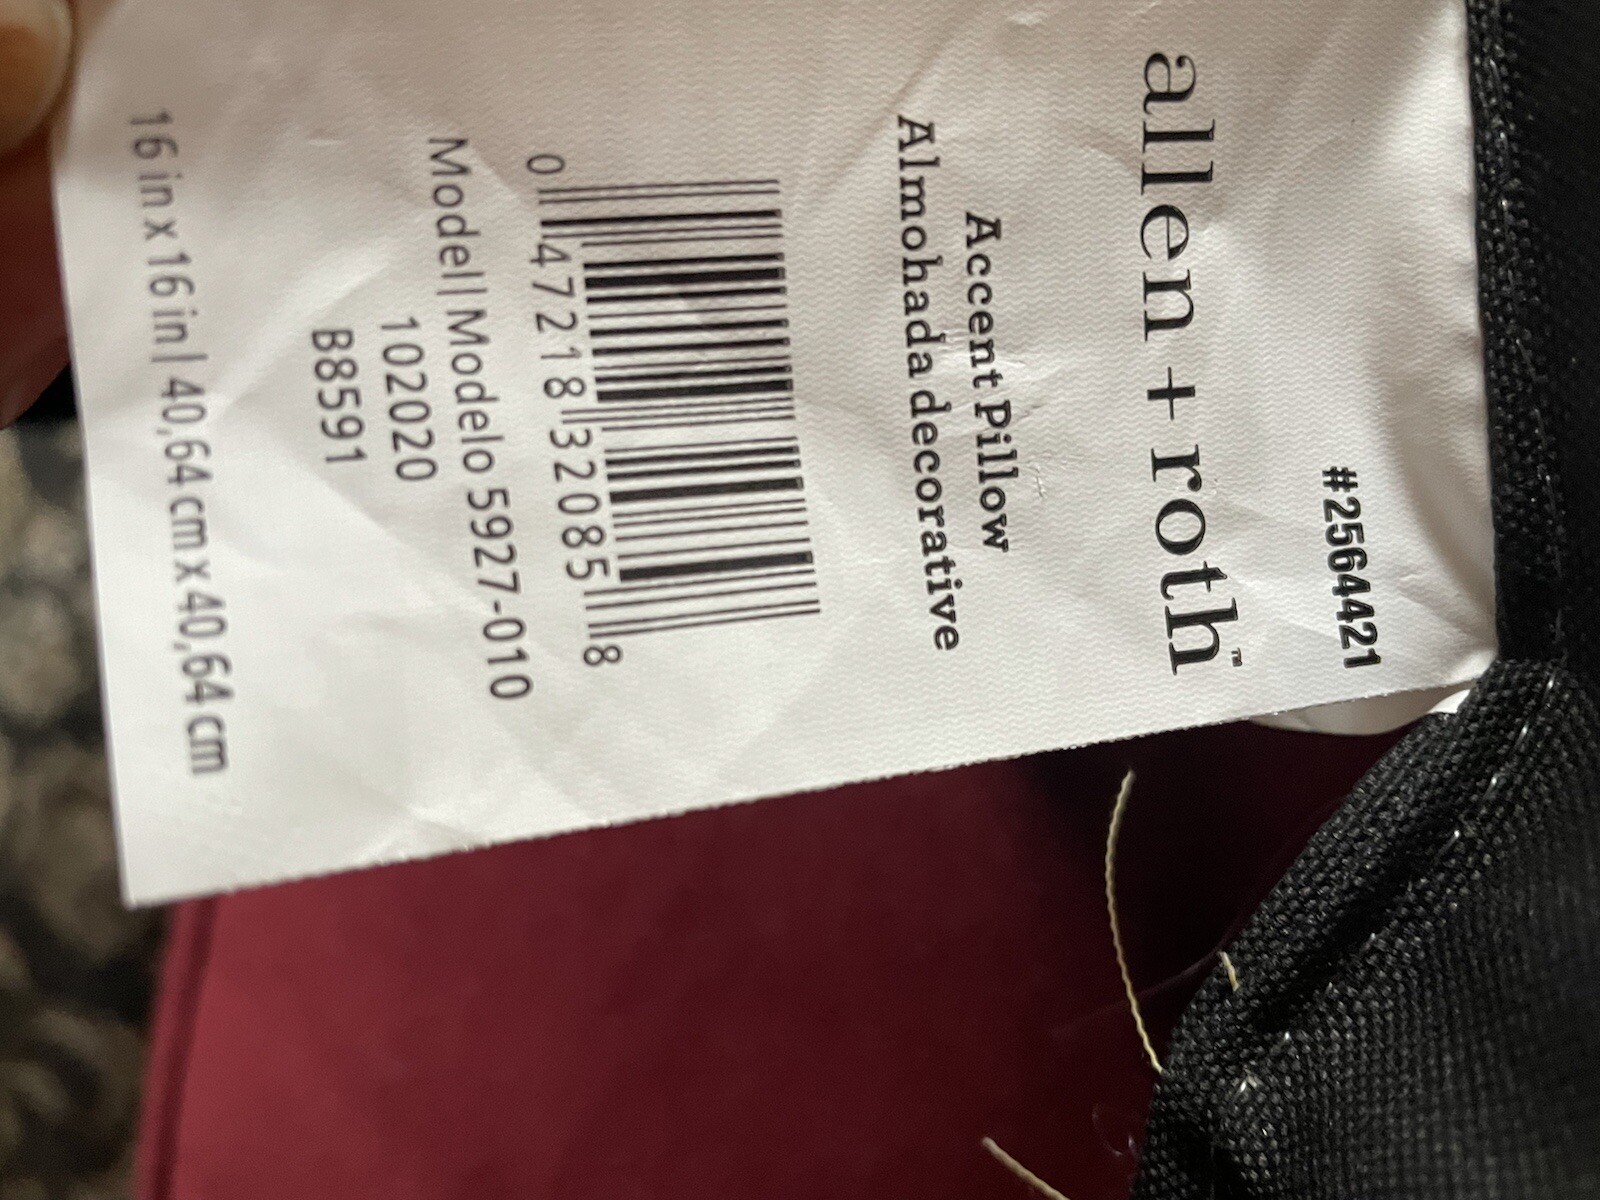 #2564421
allen + roth™
Accent Pillow
Almohada decorative
0 47218 32085 8
Model| Modelo 5927-010
102020
B8591
16 in x 16 in| 40,64 cm x 40,64 cm